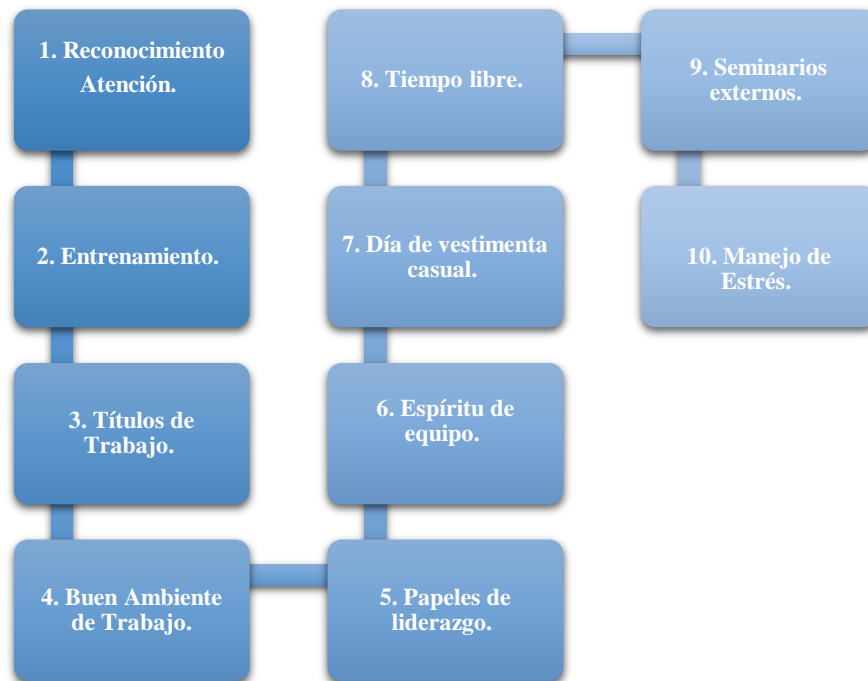 1. Reconocimiento
Atención.
2. Entrenamiento.
3. Títulos de
Trabajo.
4. Buen Ambiente
de Trabajo.
5. Papeles de
liderazgo.
6. Espíritu de
equipo.
7. Día de vestimenta
casual.
8. Tiempo libre.
9. Seminarios
externos.
10. Manejo de
Estrés.